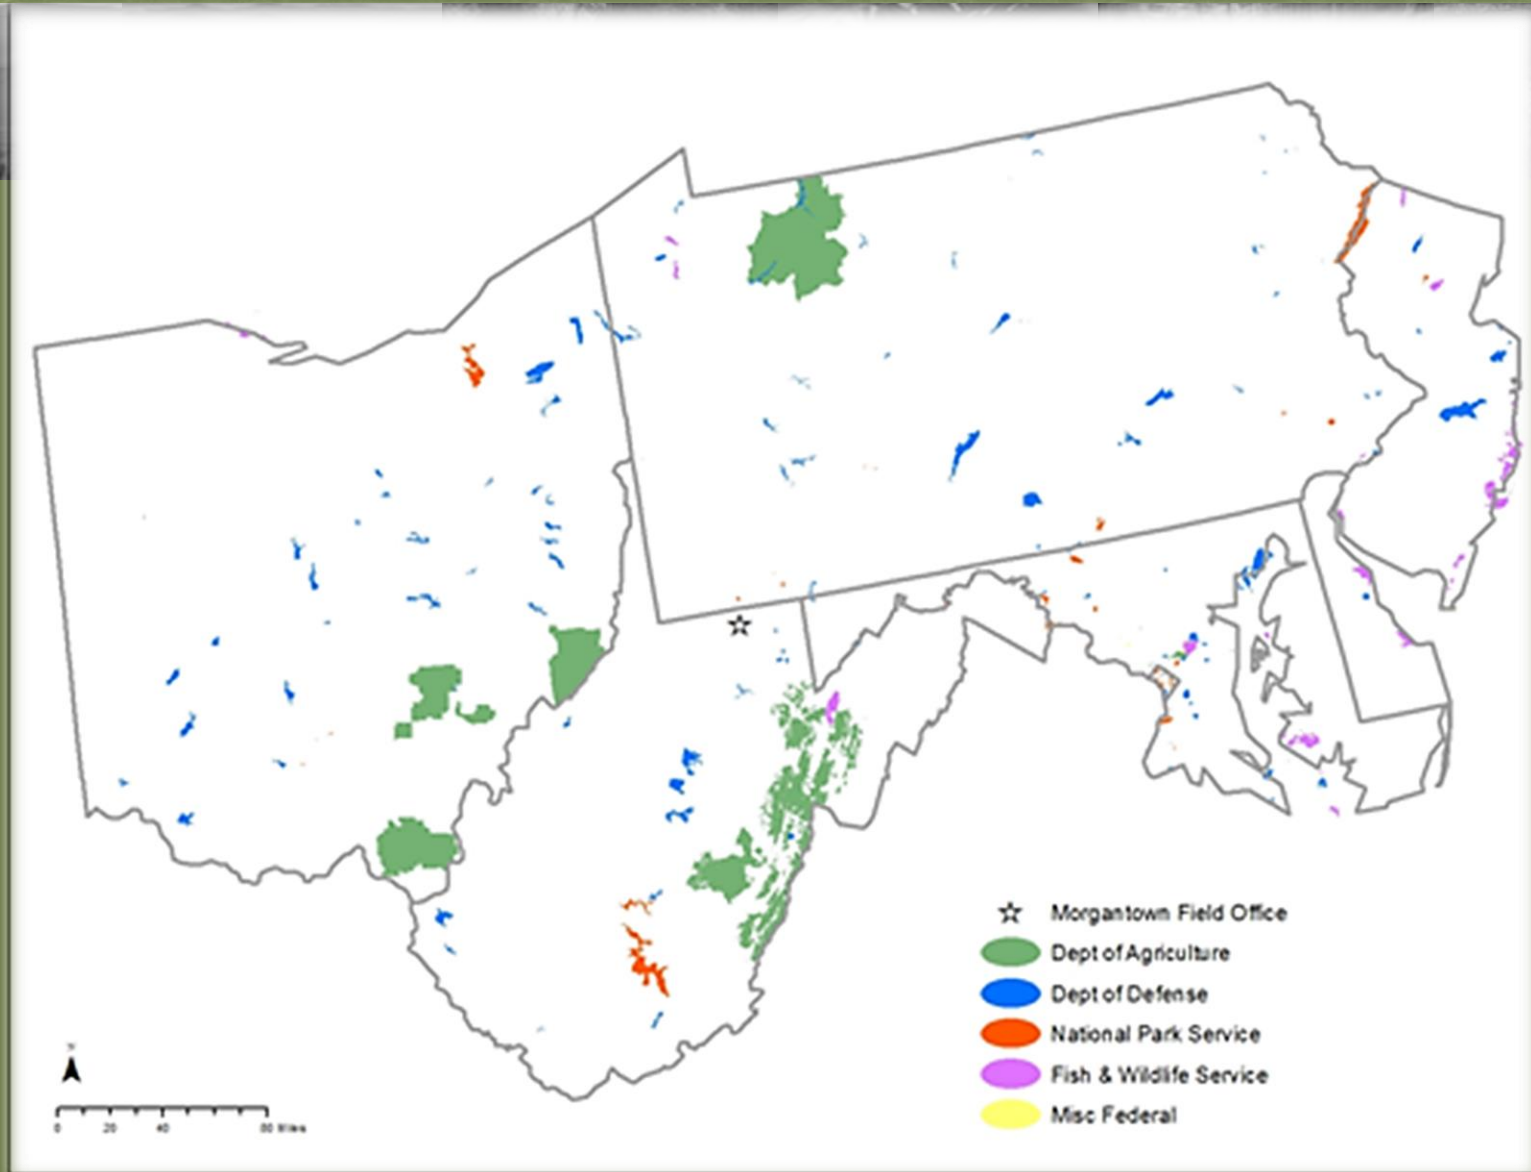 Morgantown Field Office
Dept of Agriculture
Dept of Defense
National Park Service
Fish & Wildlife Service
Misc Federal
0 20 40 80 Miles